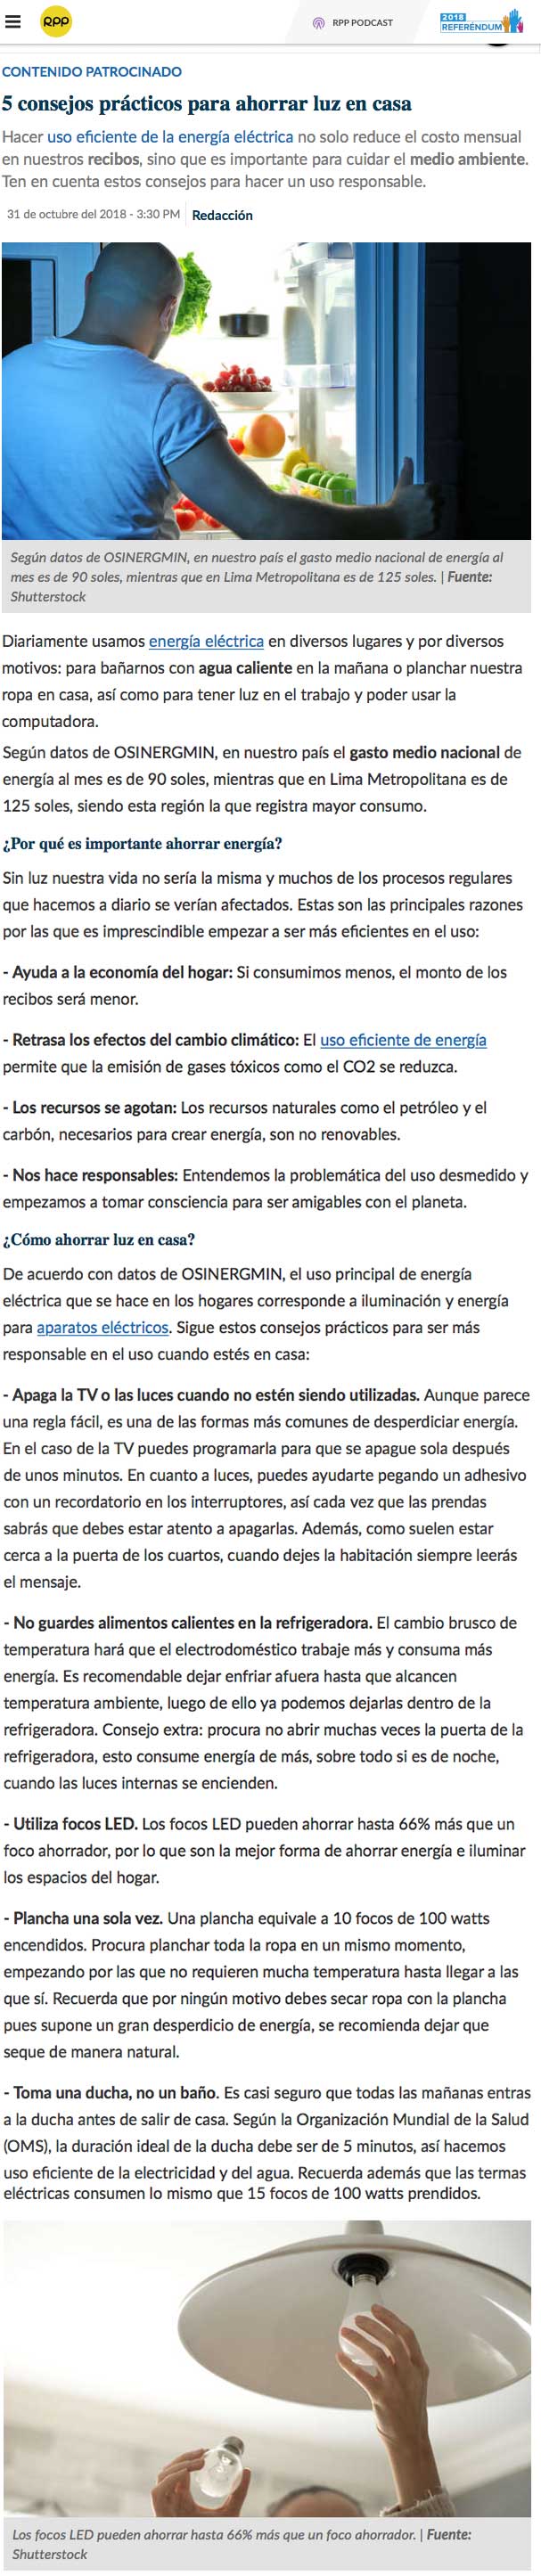 RPP
RPP PODCAST
2018
REFERÉNDUM
CONTENIDO PATROCINADO
5 consejos prácticos para ahorrar luz en casa
Hacer uso eficiente de la energía eléctrica no solo reduce el costo mensual
en nuestros recibos, sino que es importante para cuidar el medio ambiente.
Ten en cuenta estos consejos para hacer un uso responsable.
31 de octubre del 2018 - 3:30 PM Redacción
Según datos de OSINERGMIN, en nuestro país el gasto medio nacional de energía al
mes es de 90 soles, mientras que en Lima Metropolitana es de 125 soles. | Fuente:
Shutterstock
Diariamente usamos energía eléctrica en diversos lugares y por diversos
motivos: para bañarnos con agua caliente en la mañana o planchar nuestra
ropa en casa, así como para tener luz en el trabajo y poder usar la
computadora.
Según datos de OSINERGMIN, en nuestro país el gasto medio nacional de
energía al mes es de 90 soles, mientras que en Lima Metropolitana es de
125 soles, siendo esta región la que registra mayor consumo.
¿Por qué es importante ahorrar energía?
Sin luz nuestra vida no sería la misma y muchos de los procesos regulares
que hacemos a diario se verían afectados. Estas son las principales razones
por las que es imprescindible empezar a ser más eficientes en el uso:
- Ayuda a la economía del hogar: Si consumimos menos, el monto de los
recibos será menor.
- Retrasa los efectos del cambio climático: El uso eficiente de energía
permite que la emisión de gases tóxicos como el CO2 se reduzca.
- Los recursos se agotan: Los recursos naturales como el petróleo y el
carbón, necesarios para crear energía, son no renovables.
- Nos hace responsables: Entendemos la problemática del uso desmedido y
empezamos a tomar consciencia para ser amigables con el planeta.
¿Cómo ahorrar luz en casa?
De acuerdo con datos de OSINERGMIN, el uso principal de energía
eléctrica que se hace en los hogares corresponde a iluminación y energía
para aparatos eléctricos. Sigue estos consejos prácticos para ser más
responsable en el uso cuando estés en casa:
- Apaga la TV o las luces cuando no estén siendo utilizadas. Aunque parece
una regla fácil, es una de las formas más comunes de desperdiciar energía.
En el caso de la TV puedes programarla para que se apague sola después
de unos minutos. En cuanto a luces, puedes ayudarte pegando un adhesivo
con un recordatorio en los interruptores, así cada vez que las prendas
sabrás que debes estar atento a apagarlas. Además, como suelen estar
cerca a la puerta de los cuartos, cuando dejes la habitación siempre leerás
el mensaje.
- No guardes alimentos calientes en la refrigeradora. El cambio brusco de
temperatura hará que el electrodoméstico trabaje más y consuma más
energía. Es recomendable dejar enfriar afuera hasta que alcancen
temperatura ambiente, luego de ello ya podemos dejarlas dentro de la
refrigeradora. Consejo extra: procura no abrir muchas veces la puerta de la
refrigeradora, esto consume energía de más, sobre todo si es de noche,
cuando las luces internas se encienden.
- Utiliza focos LED. Los focos LED pueden ahorrar hasta 66% más que un
foco ahorrador, por lo que son la mejor forma de ahorrar energía e iluminar
los espacios del hogar.
- Plancha una sola vez. Una plancha equivale a 10 focos de 100 watts
encendidos. Procura planchar toda la ropa en un mismo momento,
empezando por las que no requieren mucha temperatura hasta llegar a las
que sí. Recuerda que por ningún motivo debes secar ropa con la plancha
pues supone un gran desperdicio de energía, se recomienda dejar que
seque de manera natural.
- Toma una ducha, no un baño. Es casi seguro que todas las mañanas entras
a la ducha antes de salir de casa. Según la Organización Mundial de la Salud
(OMS), la duración ideal de la ducha debe ser de 5 minutos, así hacemos
uso eficiente de la electricidad y del agua. Recuerda además que las termas
eléctricas consumen lo mismo que 15 focos de 100 watts prendidos.
Los focos LED pueden ahorrar hasta 66% más que un foco ahorrador. | Fuente:
Shutterstock